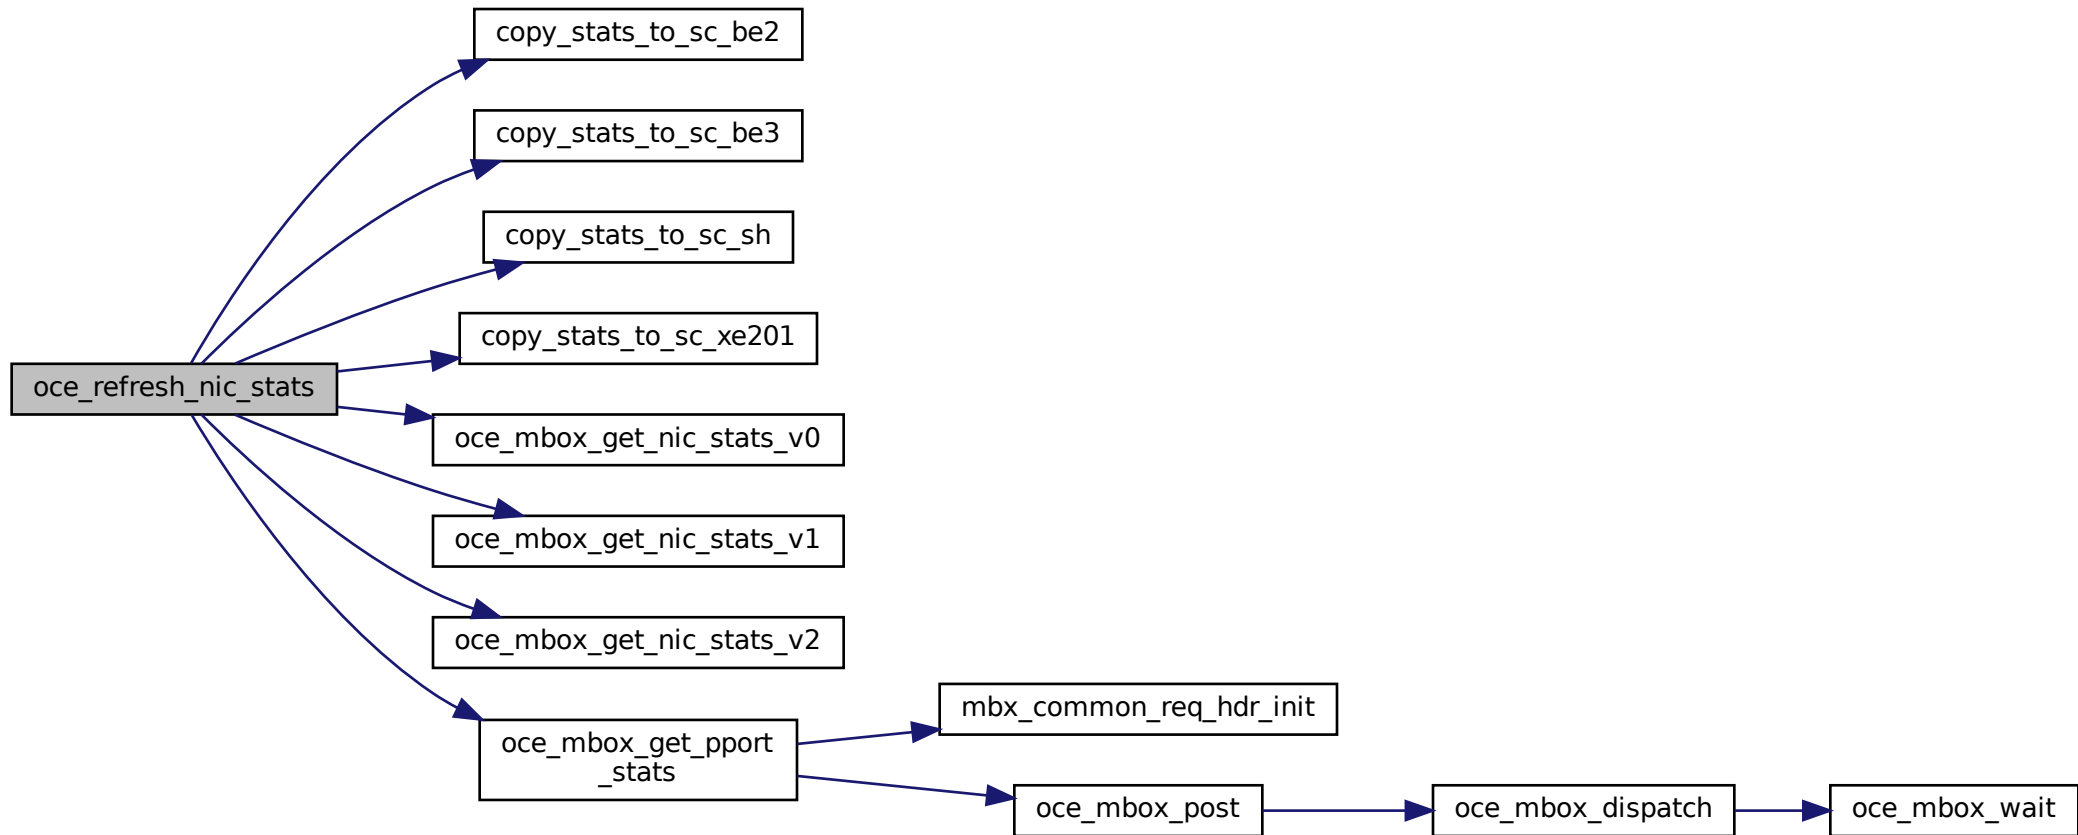 copy_stats_to_sc_be2
copy_stats_to_sc_be3
copy_stats_to_sc_sh
copy_stats_to_sc_xe201
oce_refresh_nic_stats
oce_mbox_get_nic_stats_v0
oce_mbox_get_nic_stats_v1
oce_mbox_get_nic_stats_v2
oce_mbox_get_pport
_stats
mbx_common_req_hdr_init
oce_mbox_post
oce_mbox_dispatch
oce_mbox_wait